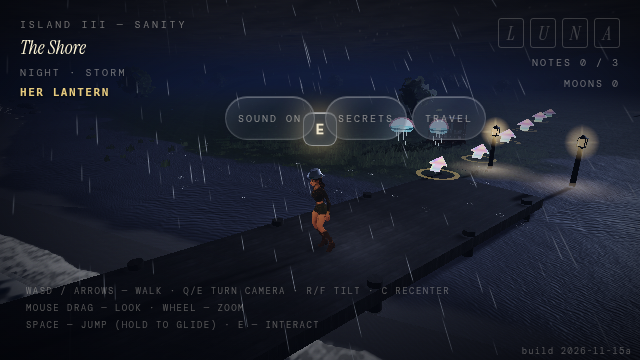 ISLAND III — SANITY
The Shore
NIGHT · STORM
HER LANTERN
LUNA
NOTES 0 / 3
MOONS 0
SOUND ON
SECRETS
TRAVEL
E
WASD / ARROWS — WALK · Q/E TURN CAMERA · R/F TILT · C RECENTER
MOUSE DRAG — LOOK · WHEEL — ZOOM
SPACE — JUMP (HOLD TO GLIDE) · E — INTERACT
build 2026-11-15a